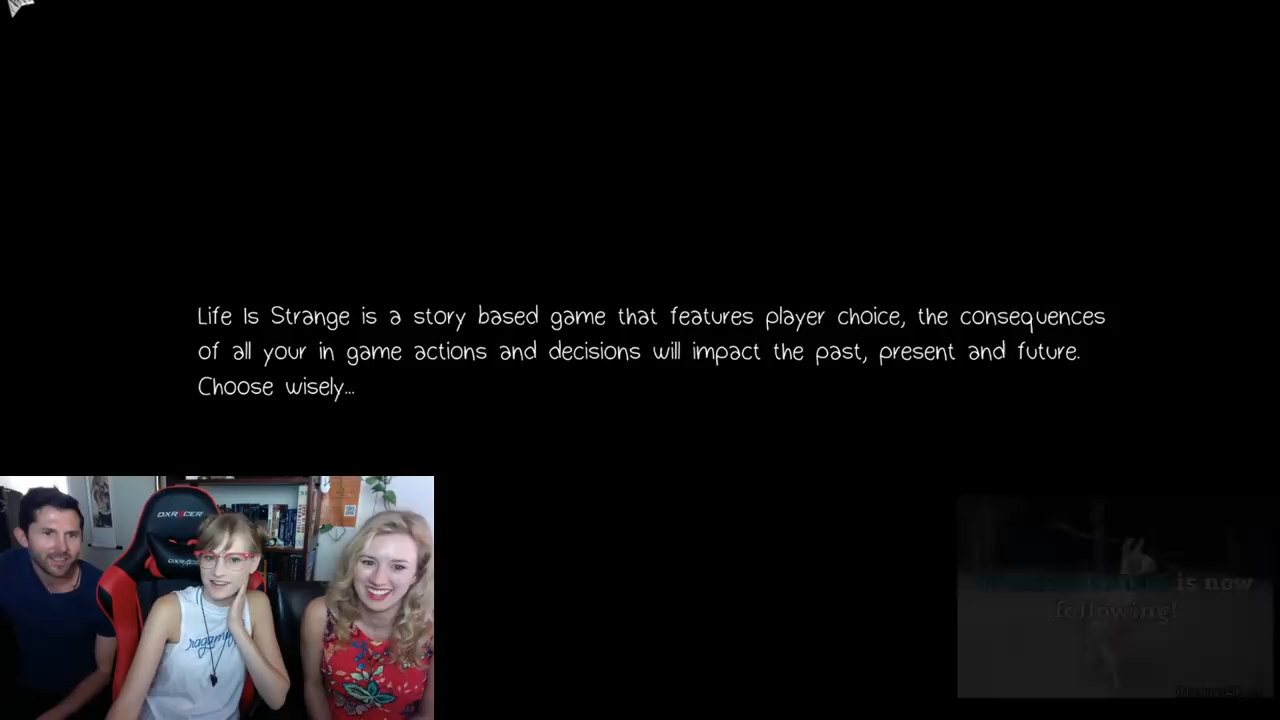 Life Is Strange is a story based game that features player choice, the consequences
of all your in game actions and decisions will impact the past, present and future.
Choose wisely...
DXRACER
is now
following!